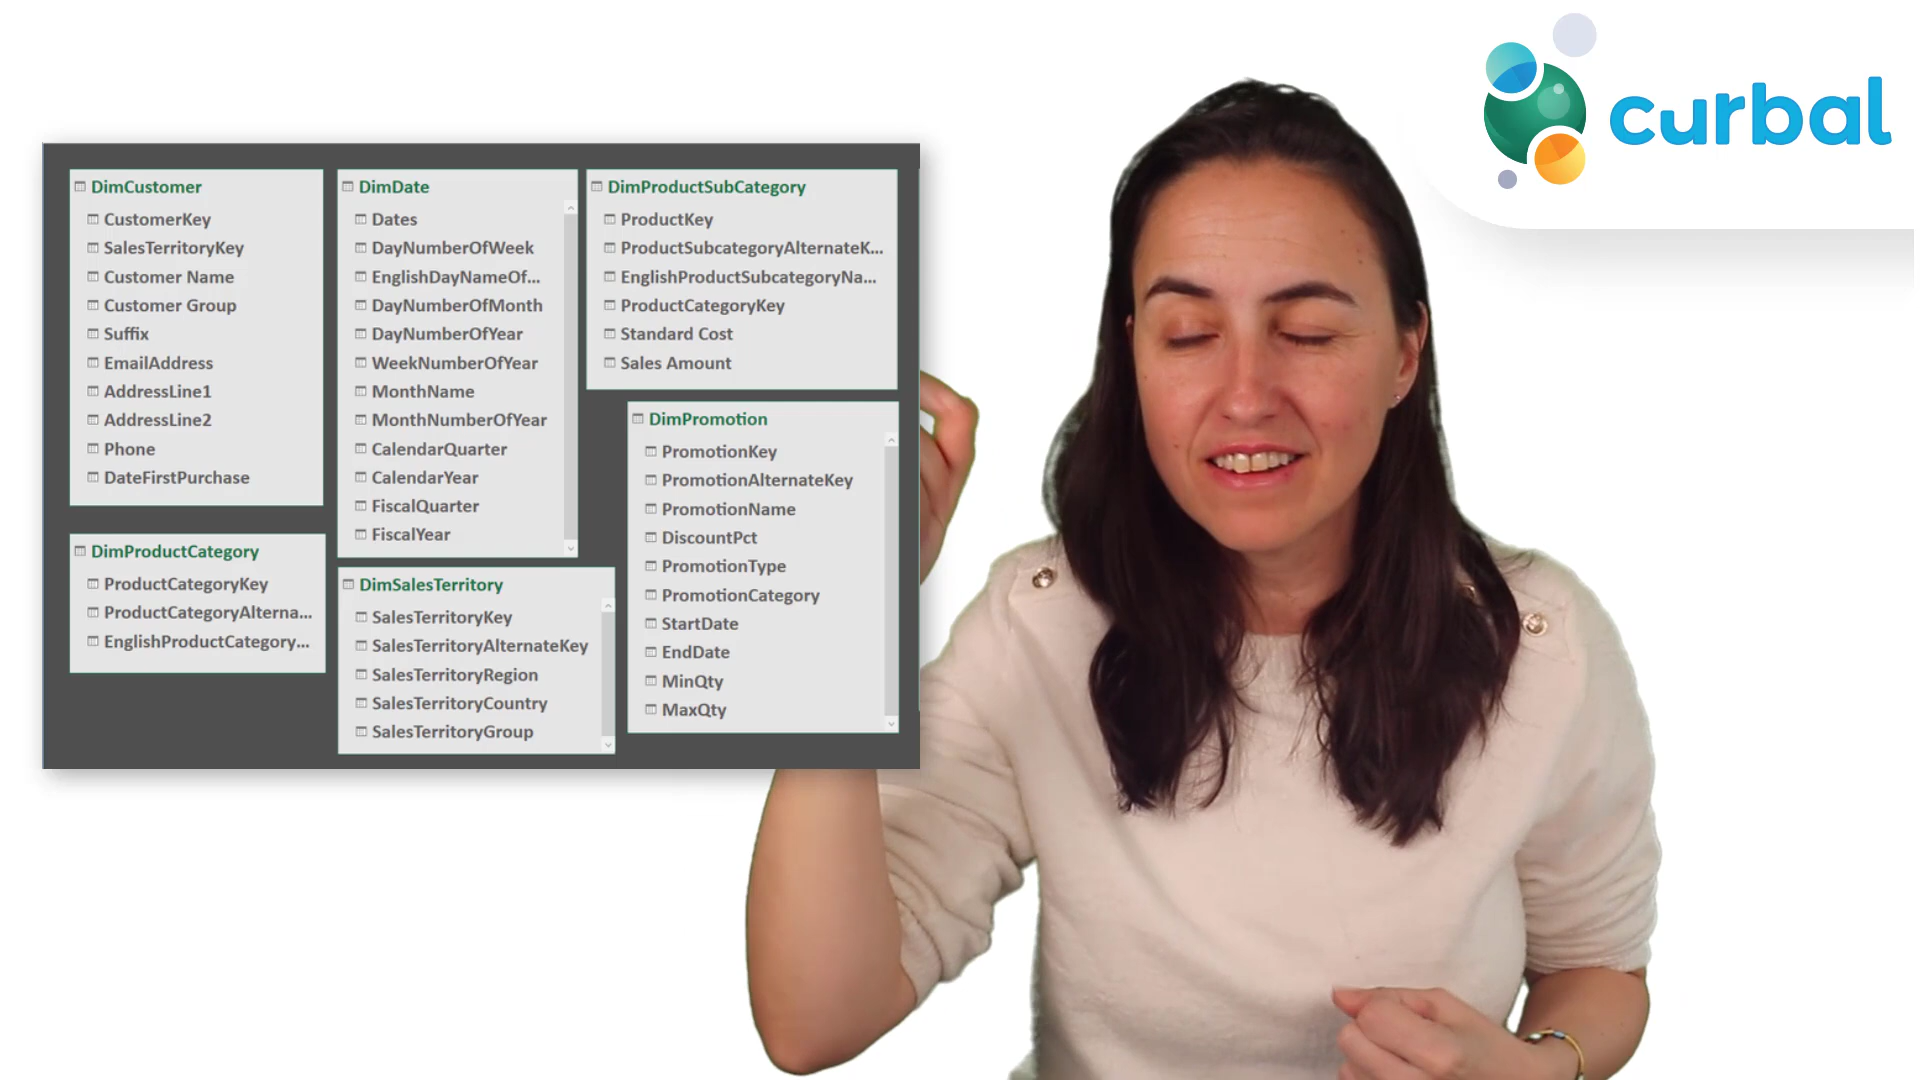 curbal
DimCustomer
CustomerKey
SalesTerritoryKey
Customer Name
Customer Group
Suffix
EmailAddress
AddressLine1
AddressLine2
Phone
DateFirstPurchase
DimDate
Dates
DayNumberOfWeek
EnglishDayNameOf...
DayNumberOfMonth
DayNumberOfYear
WeekNumberOfYear
MonthName
MonthNumberOfYear
CalendarQuarter
CalendarYear
FiscalQuarter
FiscalYear
DimProductSubCategory
ProductKey
ProductSubcategoryAlternateK...
EnglishProductSubcategoryNa...
ProductCategoryKey
Standard Cost
Sales Amount
DimPromotion
PromotionKey
PromotionAlternateKey
PromotionName
DiscountPct
PromotionType
PromotionCategory
StartDate
EndDate
MinQty
MaxQty
DimProductCategory
ProductCategoryKey
ProductCategoryAlterna...
EnglishProductCategory...
DimSalesTerritory
SalesTerritoryKey
SalesTerritoryAlternateKey
SalesTerritoryRegion
SalesTerritoryCountry
SalesTerritoryGroup